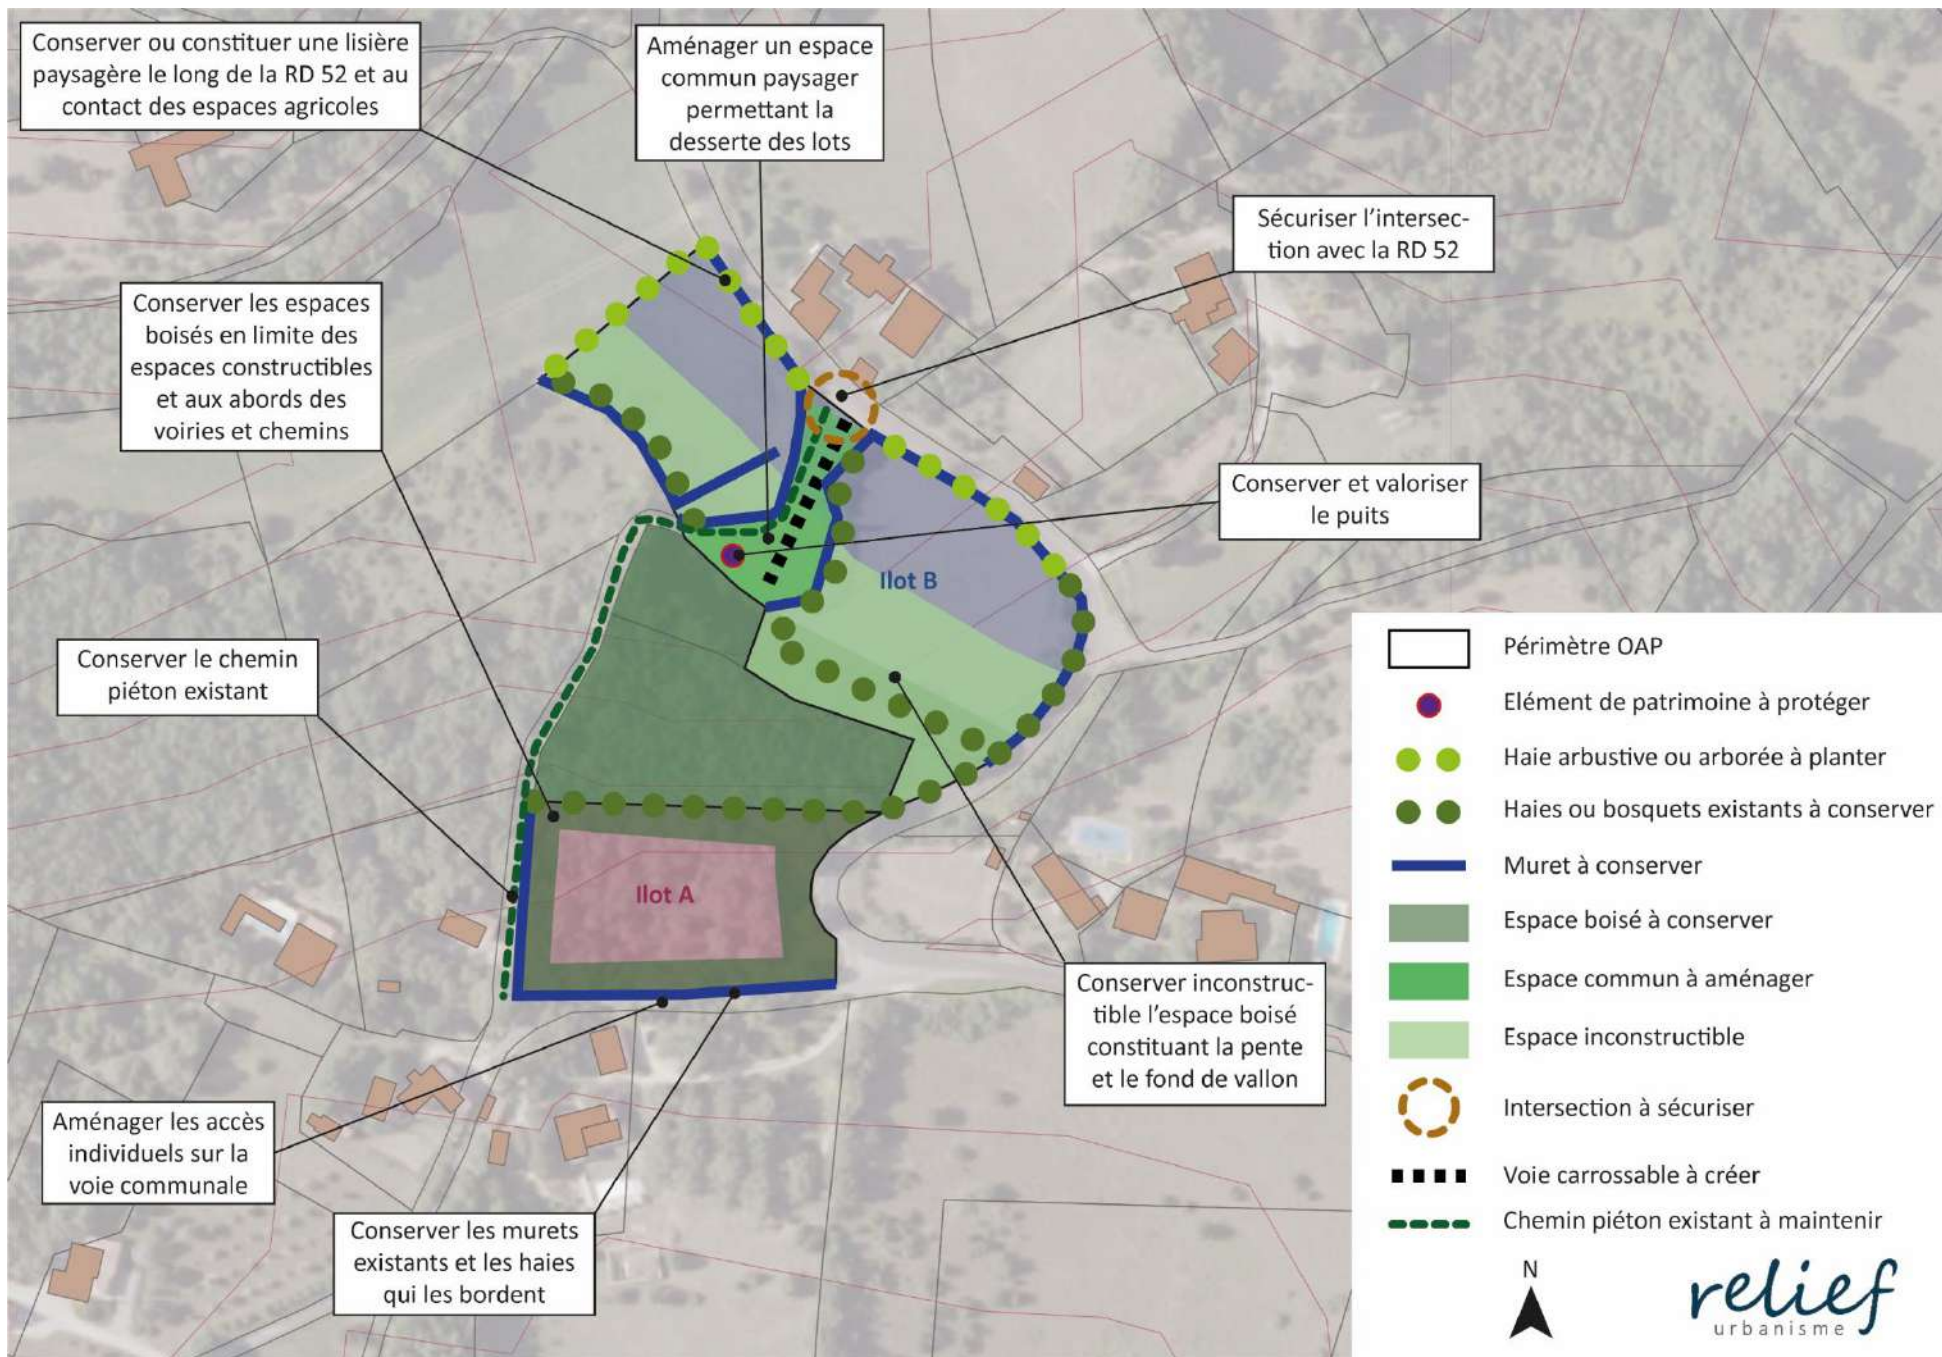 Conserver ou constituer une lisière
paysagère le long de la RD 52 et au
contact des espaces agricoles
Aménager un espace
commun paysager
permettant la
desserte des lots
Sécuriser l'intersec-
tion avec la RD 52
Conserver les espaces
boisés en limite des
espaces constructibles
et aux abords des
voiries et chemins
Conserver et valoriser
le puits
Ilot B
Conserver le chemin
piéton existant
Ilot A
Conserver inconstruc-
tible l'espace boisé
constituant la pente
et le fond de vallon
Aménager les accès
individuels sur la
voie communale
Conserver les murets
existants et les haies
qui les bordent
Périmètre OAP
Elément de patrimoine à protéger
Haie arbustive ou arborée à planter
Haies ou bosquets existants à conserver
Muret à conserver
Espace boisé à conserver
Espace commun à aménager
Espace inconstructible
Intersection à sécuriser
Voie carrossable à créer
Chemin piéton existant à maintenir
N
relief
urbanisme